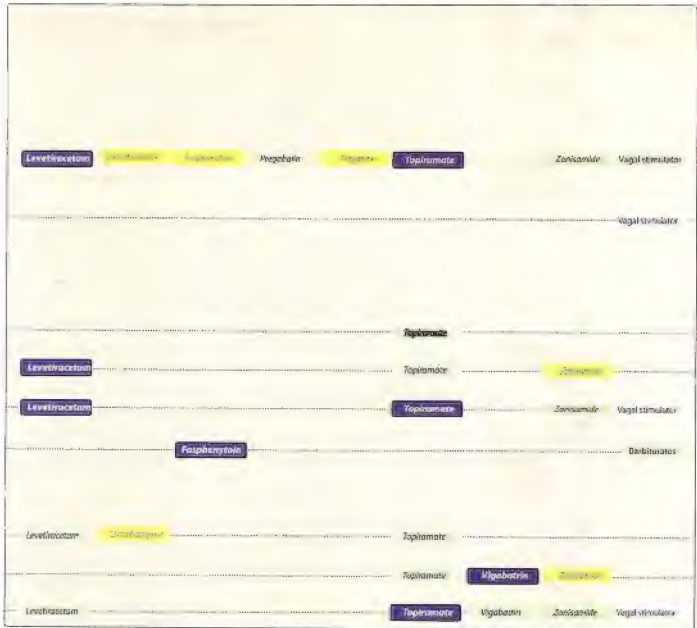 Levetiracetam Pregabalin Topiramate Zonisamide Vagal stimulator
Vagal stimulator
Topiramate
Levetiracetam Topiramate
Levetiracetam Topiramate Zonisamide Vagal stimulator
Fosphenytoin Barbiturates
Levetiracetam Topiramate
Topiramate Vigabatrin
Levetiracetam Topiramate Vigabatrin Zonisamide Vagal stimulator